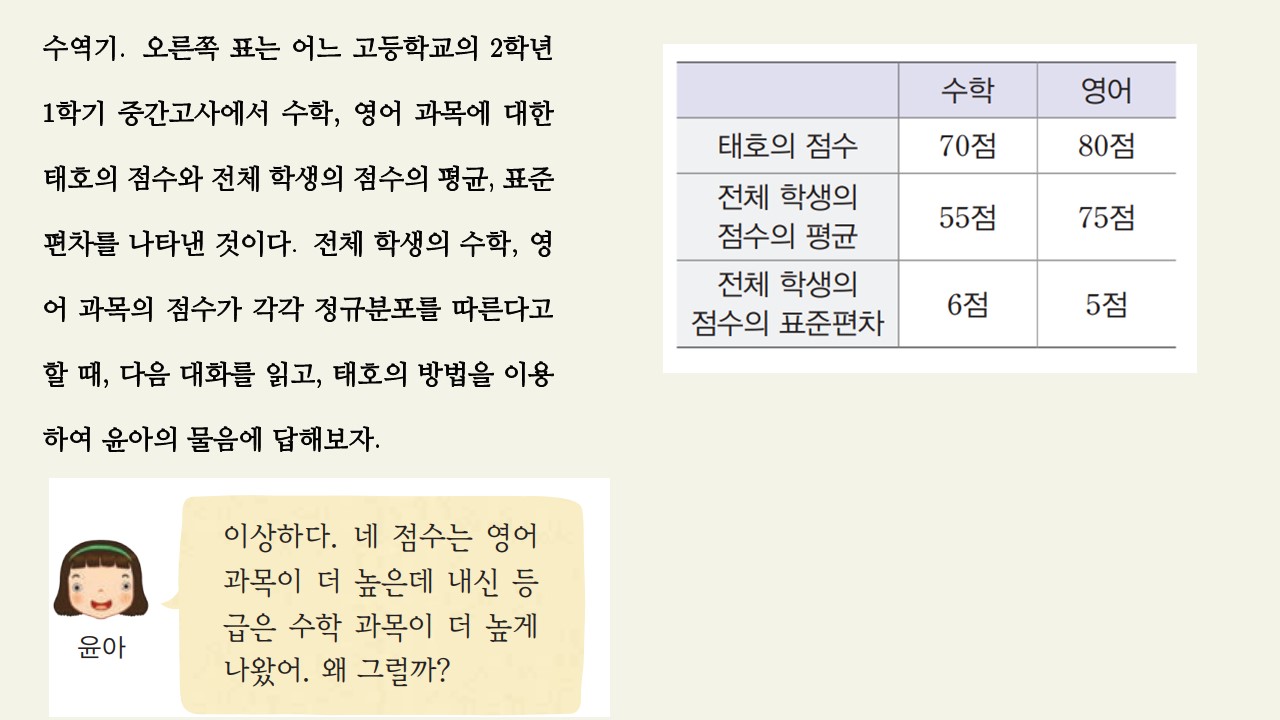 수역기. 오른쪽 표는 어느 고등학교의 2학년
1학기 중간고사에서 수학, 영어 과목에 대한
태호의 점수와 전체 학생의 점수의 평균, 표준
편차를 나타낸 것이다. 전체 학생의 수학, 영
어 과목의 점수가 각각 정규분포를 따른다고
할 때, 다음 대화를 읽고, 태호의 방법을 이용
하여 윤아의 물음에 답해보자.
수학 영어
태호의 점수 70점 80점
전체 학생의
점수의 평균 55점 75점
전체 학생의
점수의 표준편차 6점 5점
이상하다. 네 점수는 영어
과목이 더 높은데 내신 등
급은 수학 과목이 더 높게
나왔어. 왜 그럴까?
윤아